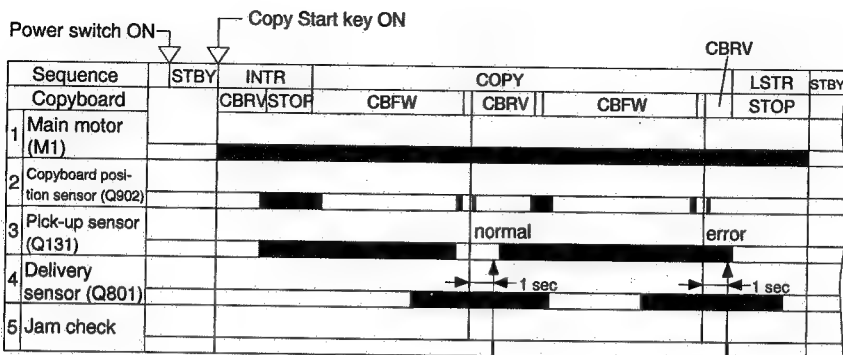 Power switch ON
Copy Start key ON
CBRV
Sequence STBY INTR COPY LSTR STBY
Copyboard CBRV STOP CBFW CBRV CBFW STOP
1 Main motor
(M1)
2 Copyboard posi-
tion sensor (Q902)
3 Pick-up sensor
(Q131)
normal error
4 Delivery
sensor (Q801)
1 sec 1 sec
5 Jam check